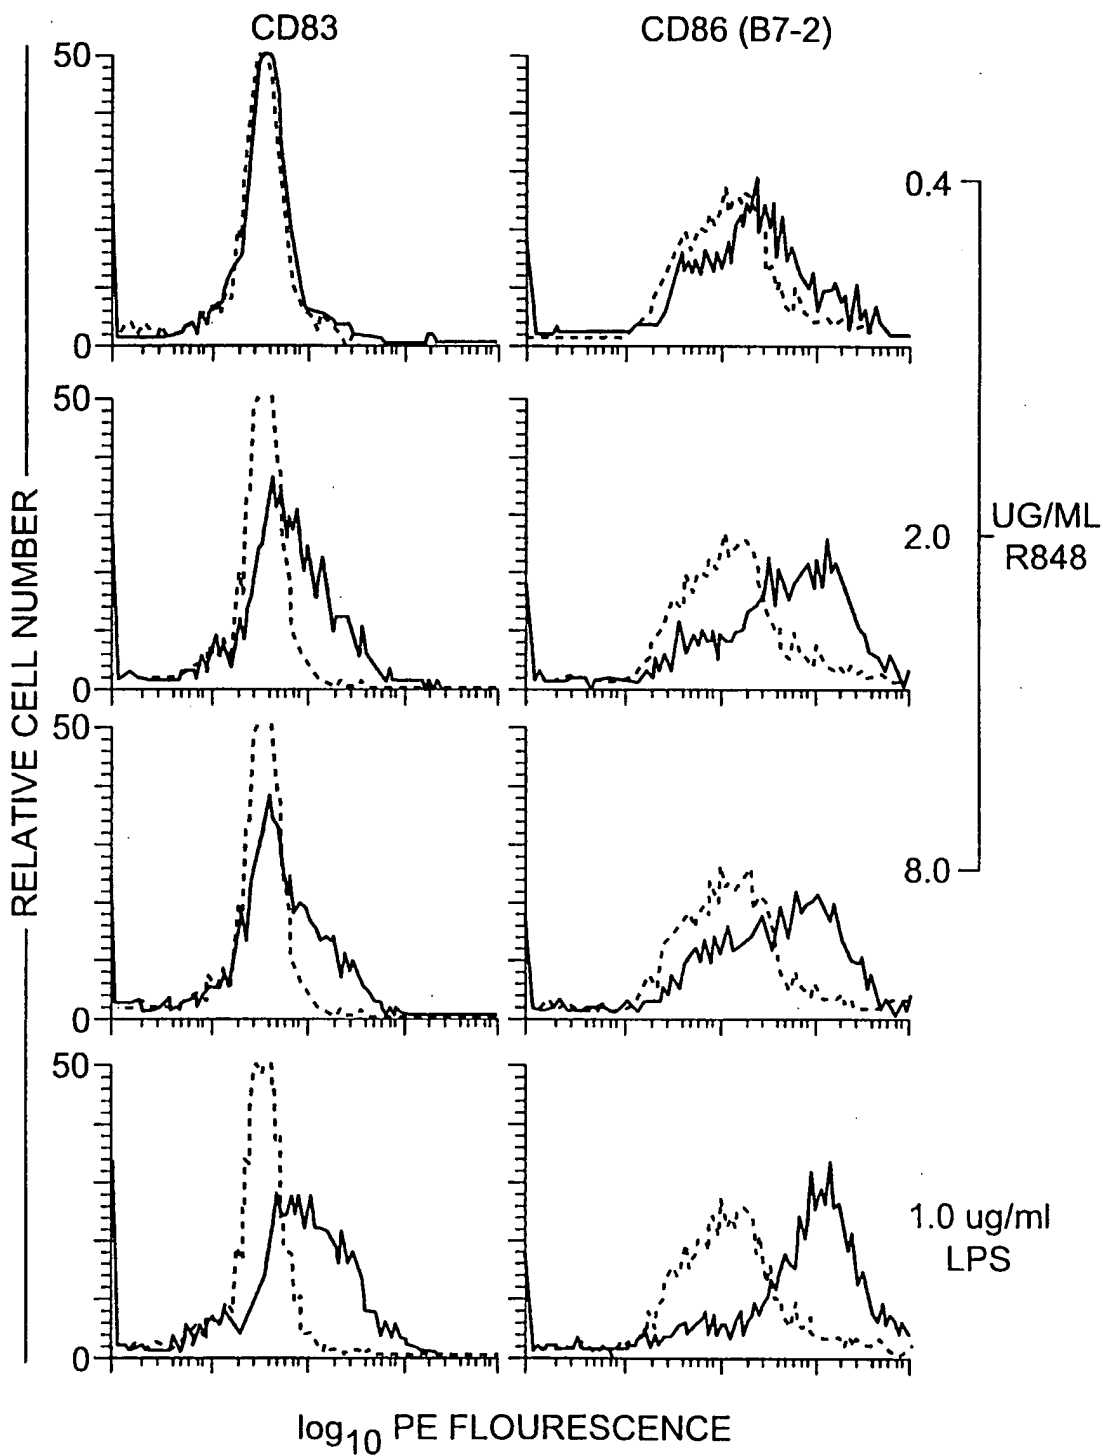 CD83
CD86 (B7-2)
50
0
0.4
50
0
2.0
UG/ML
R848
50
0
8.0
50
0
1.0 ug/ml
LPS
RELATIVE CELL NUMBER
log10 PE FLOURESCENCE